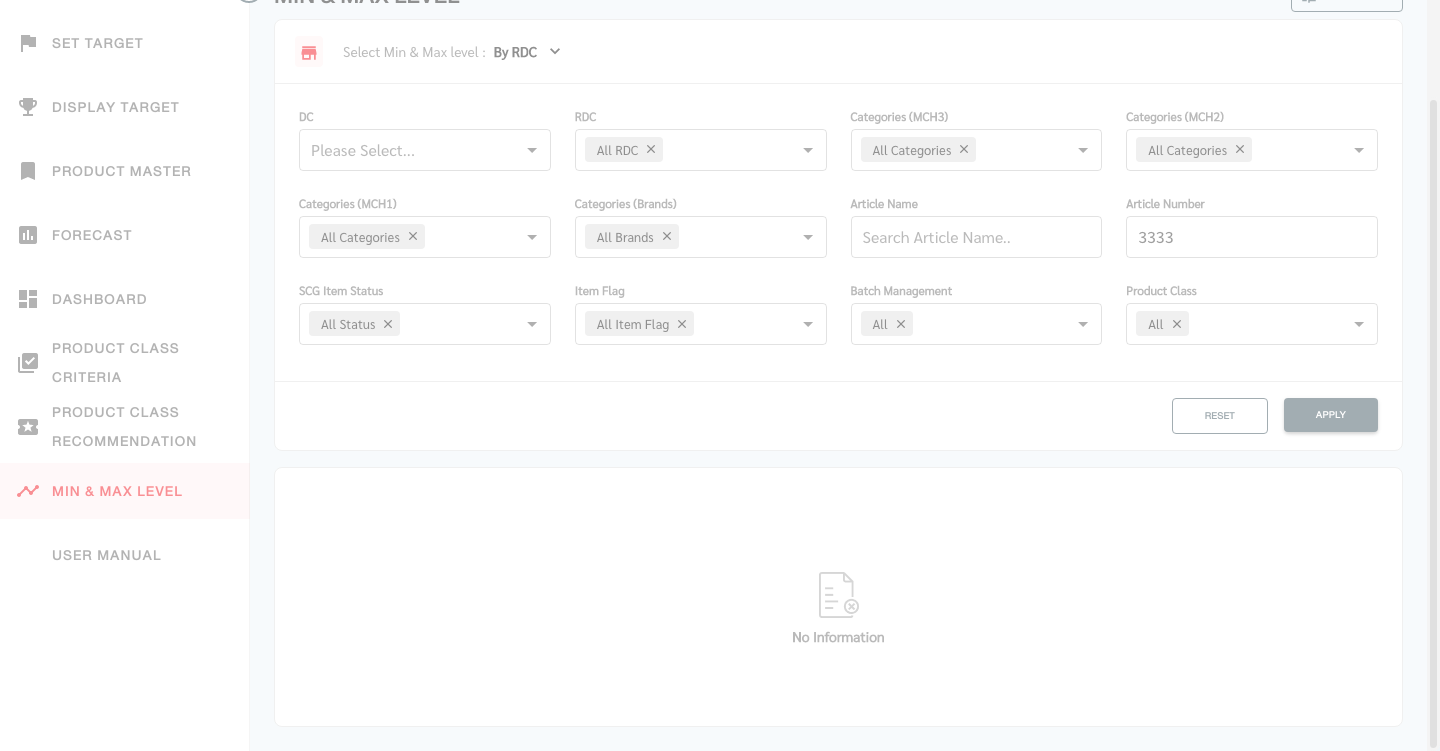 MIN & MAX LEVEL
SET TARGET
DISPLAY TARGET
PRODUCT MASTER
FORECAST
DASHBOARD
PRODUCT CLASS
CRITERIA
PRODUCT CLASS
RECOMMENDATION
MIN & MAX LEVEL
USER MANUAL
Select Min & Max level : By RDC
DC
Please Select...
RDC
All RDC
Categories (MCH3)
All Categories
Categories (MCH2)
All Categories
Categories (MCH1)
All Categories
Categories (Brands)
All Brands
Article Name
Search Article Name..
Article Number
3333
SCG Item Status
All Status
Item Flag
All Item Flag
Batch Management
All
Product Class
All
RESET
APPLY
No Information